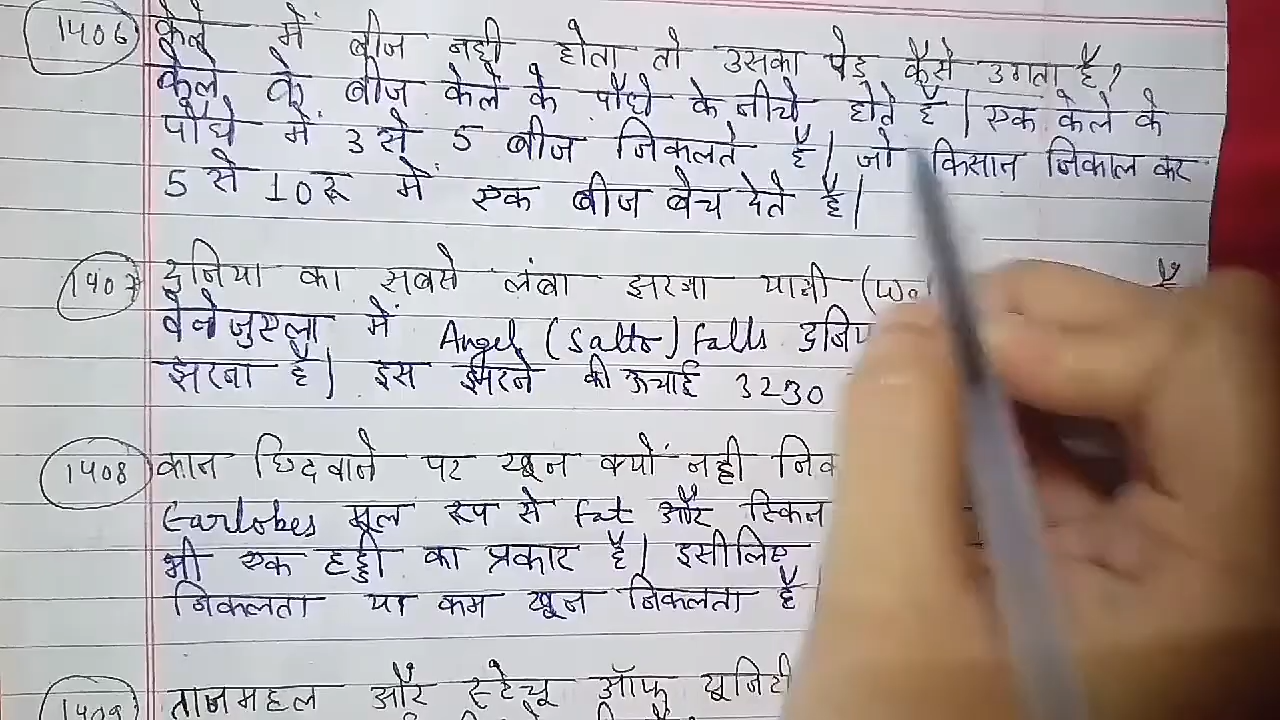 1406 केले में बीज नही होता तो उसका पेड़ कैसे उगता है?
केले के बीज केले के पौधे के नीचे होते है। एक केले के
पौधे में 3 से 5 बीज निकलते है। जो किसान निकाल कर
5 से 10रू में एक बीज बेच देते है।
1407 दुनिया का सबसे लंबा झरना यानी (Wa है
वेनेजुएला में Angel (Salto) Falls दुनि
झरना है। इस झरने की ऊचाई 3230
1408 कान छिदवाने पर खून क्यों नही निक
Earlobes मूल रूप से Fat और स्किन
भी एक हड्डी का प्रकार है। इसीलिए
निकलता या कम खून निकलता है
1409 ताजमहल और स्टेचू ऑफ यूनिटी